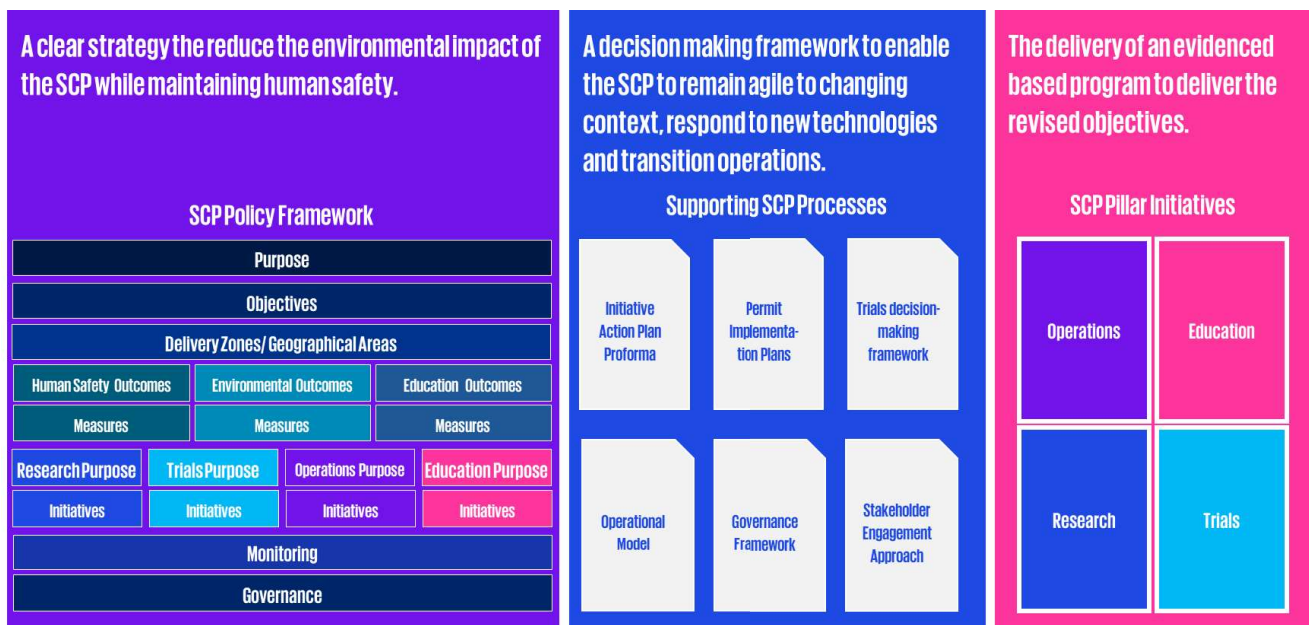 A clear strategy the reduce the environmental impact of
the SCP while maintaining human safety.
SCP Policy Framework
Purpose
Objectives
Delivery Zones/ Geographical Areas
Human Safety Outcomes
Environmental Outcomes
Education Outcomes
Measures
Measures
Measures
Research Purpose
Trials Purpose
Operations Purpose
Education Purpose
Initiatives
Initiatives
Initiatives
Initiatives
Monitoring
Governance
A decision making framework to enable
the SCP to remain agile to changing
context, respond to new technologies
and transition operations.
Supporting SCP Processes
Initiative
Action Plan
Proforma
Permit
Implementa-
tion Plans
Trials decision-
making
framework
Operational
Model
Governance
Framework
Stakeholder
Engagement
Approach
The delivery of an evidenced
based program to deliver the
revised objectives.
SCP Pillar Initiatives
Operations
Education
Research
Trials